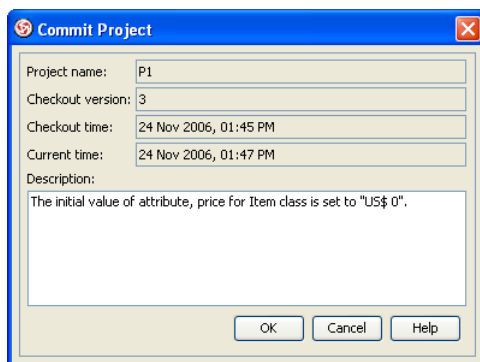 Commit Project
Project name: P1
Checkout version: 3
Checkout time: 24 Nov 2006, 01:45 PM
Current time: 24 Nov 2006, 01:47 PM
Description:
The initial value of attribute, price for Item class is set to "US$ 0".
OK Cancel Help